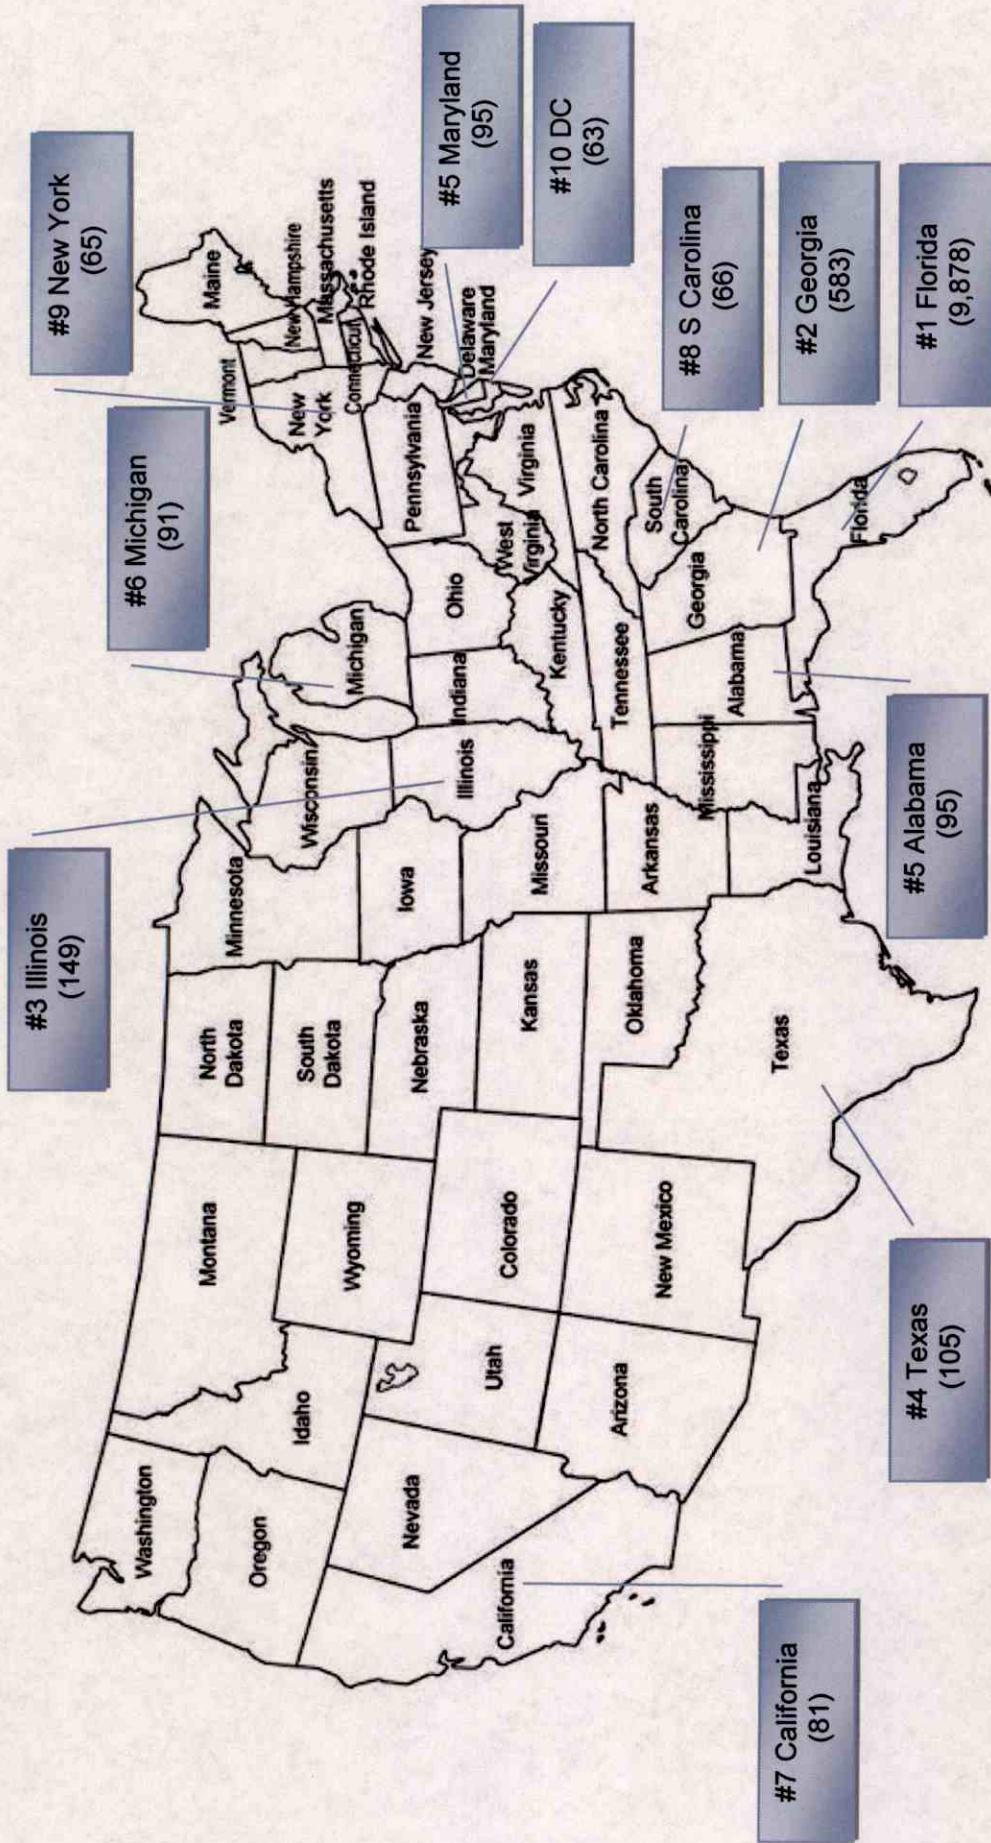 #9 New York
(65)
#6 Michigan
(91)
#3 Illinois
(149)
#5 Maryland
(95)
#10 DC
(63)
#8 S Carolina
(66)
#2 Georgia
(583)
#1 Florida
(9,878)
#5 Alabama
(95)
#4 Texas
(105)
#7 California
(81)
Washington
Oregon
California
Nevada
Idaho
Montana
Wyoming
Utah
Arizona
Colorado
New Mexico
North
Dakota
South
Dakota
Nebraska
Kansas
Oklahoma
Texas
Minnesota
Iowa
Missouri
Arkansas
Louisiana
Wisconsin
Illinois
Mississippi
Michigan
Indiana
Ohio
Kentucky
Tennessee
Alabama
Georgia
Florida
South
Carolina
North Carolina
Virginia
West
Virginia
Pennsylvania
New
York
Vermont
Maine
New Hampshire
Massachusetts
Rhode Island
Connecticut
New Jersey
Delaware
Maryland